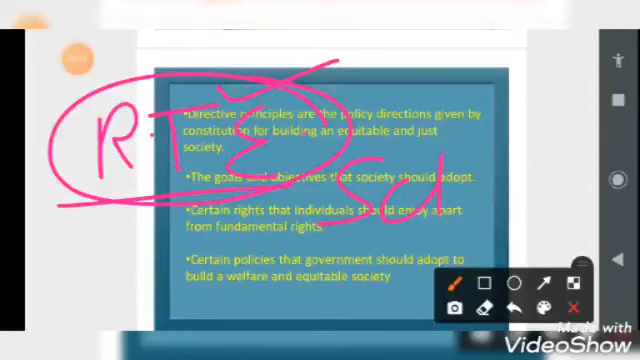 •Directive principles are the policy directions given by
constitution for building an equitable and just
society.
•The goals and objectives that society should adopt.
•Certain rights that individuals should enjoy apart
from fundamental rights.
•Certain policies that government should adopt to
build a welfare and equitable society
R.T.E
Sd
Made with
VideoShow